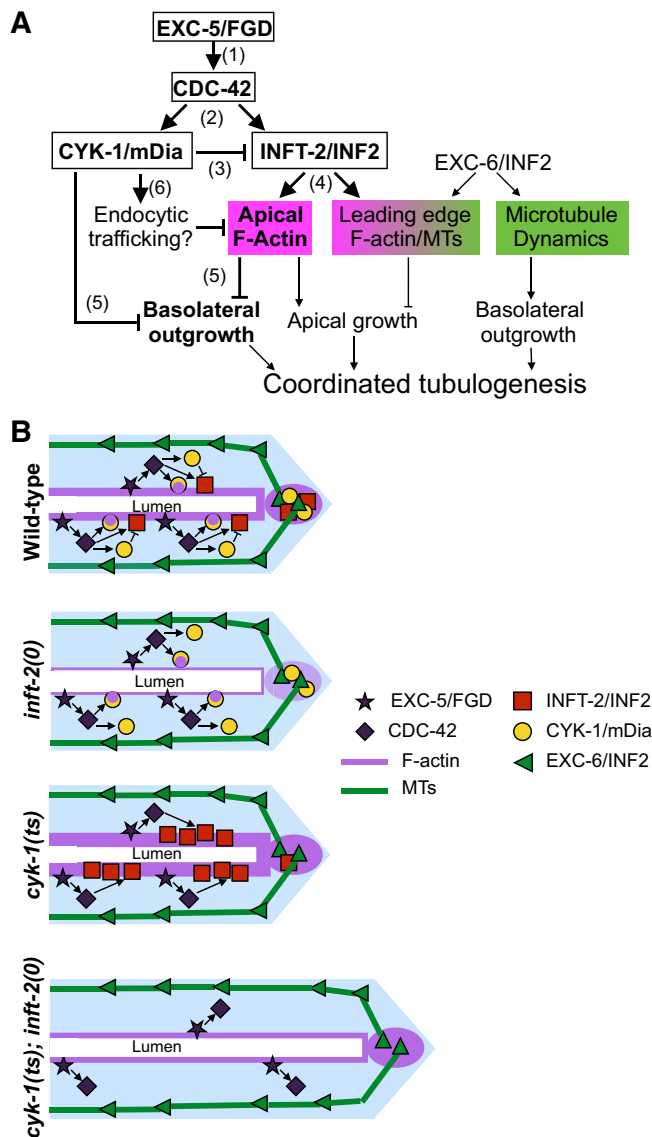 A
EXC-5/FGD
(1)
CDC-42
(2)
CYK-1/mDia
(3)
INFT-2/INF2
EXC-6/INF2
(6)
(4)
Endocytic
trafficking?
Apical
F-Actin
Leading edge
F-actin/MTs
Microtubule
Dynamics
(5)
(5)
Basolateral
outgrowth
Apical growth
Basolateral
outgrowth
Coordinated tubulogenesis
B
Wild-type
Lumen
inft-2(0)
Lumen
EXC-5/FGD
INFT-2/INF2
CDC-42
CYK-1/mDia
F-actin
EXC-6/INF2
MTs
cyk-1(ts)
Lumen
cyk-1(ts); inft-2(0)
Lumen